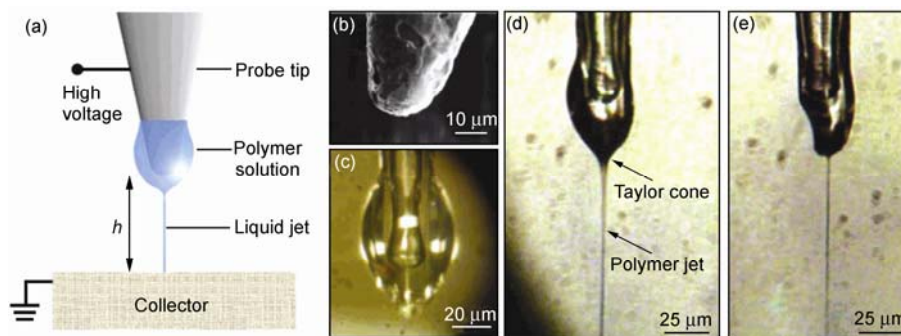 (a)
Probe tip
High
voltage
Polymer
solution
h
Liquid jet
Collector
(b)
10 μm
(c)
20 μm
(d)
Taylor cone
Polymer jet
25 μm
(e)
25 μm